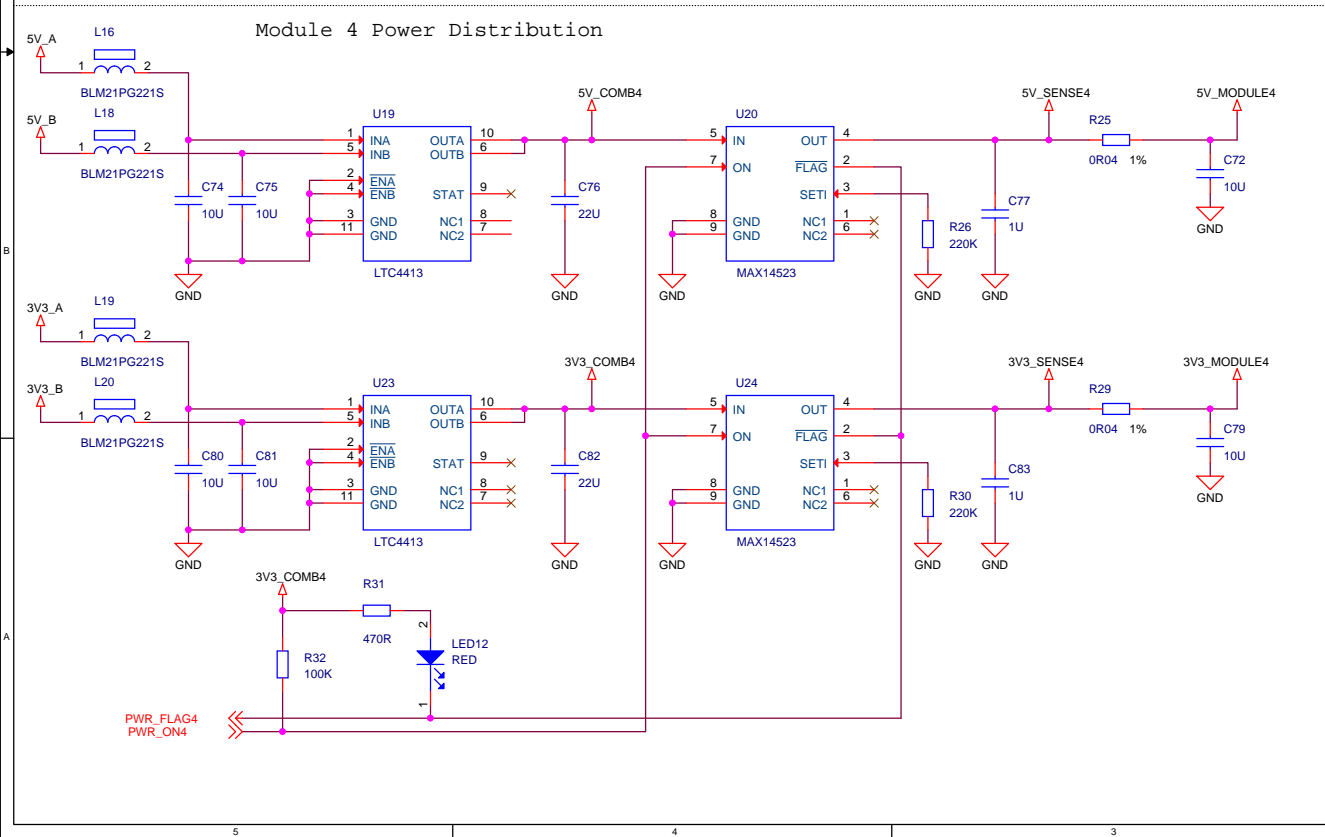 Module 4 Power Distribution
5V_A
L16
1 2
BLM21PG221S
5V_B
L18
1 2
BLM21PG221S
C74
10U
C75
10U
GND
U19
1 INA OUTA 10
5 INB OUTB 6
2 ENA
4 ENB STAT 9
3 GND NC1 8
11 GND NC2 7
LTC4413
5V_COMB4
C76
22U
GND
U20
5 IN OUT 4
7 ON FLAG 2
SETI 3
8 GND NC1 1
9 GND NC2 6
MAX14523
GND
R26
220K
GND
C77
1U
GND
5V_SENSE4
R25
0R04 1%
5V_MODULE4
C72
10U
GND
B
3V3_A
L19
1 2
BLM21PG221S
3V3_B
L20
1 2
BLM21PG221S
C80
10U
C81
10U
GND
U23
1 INA OUTA 10
5 INB OUTB 6
2 ENA
4 ENB STAT 9
3 GND NC1 8
11 GND NC2 7
LTC4413
3V3_COMB4
C82
22U
GND
U24
5 IN OUT 4
7 ON FLAG 2
SETI 3
8 GND NC1 1
9 GND NC2 6
MAX14523
GND
R30
220K
GND
C83
1U
GND
3V3_SENSE4
R29
0R04 1%
3V3_MODULE4
C79
10U
GND
A
3V3_COMB4
R31
470R
R32
100K
2
LED12
RED
1
PWR_FLAG4
PWR_ON4
5 4 3